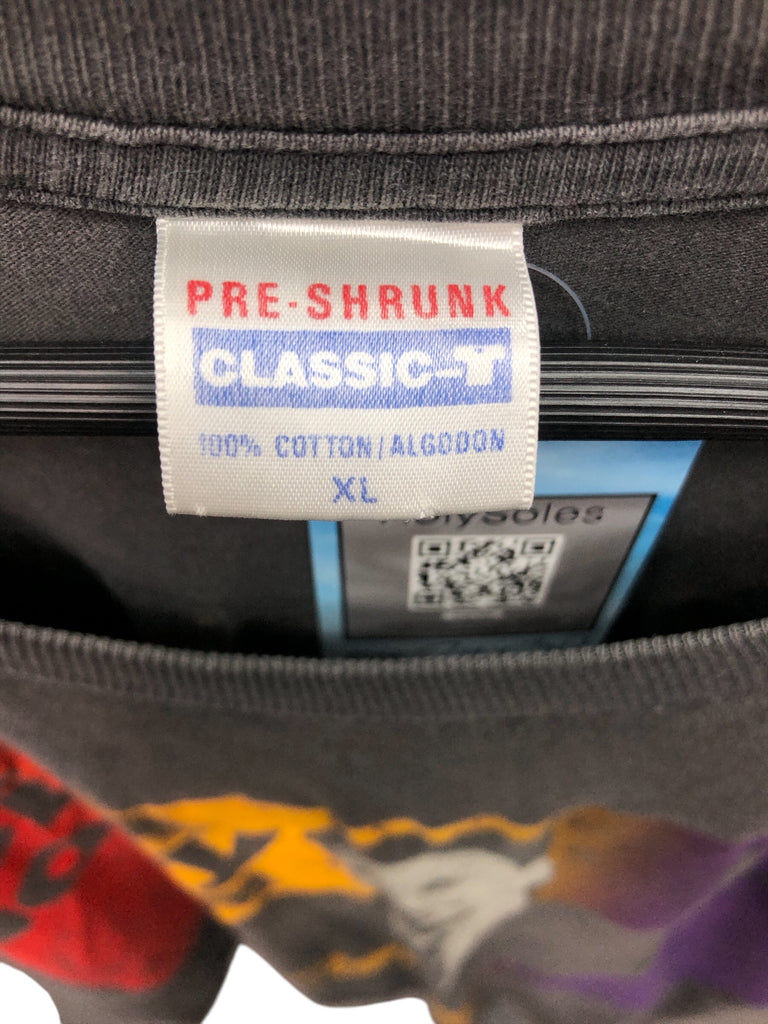 PRE-SHRUNK
CLASSIC-T
100% COTTON/ALGODON
XL